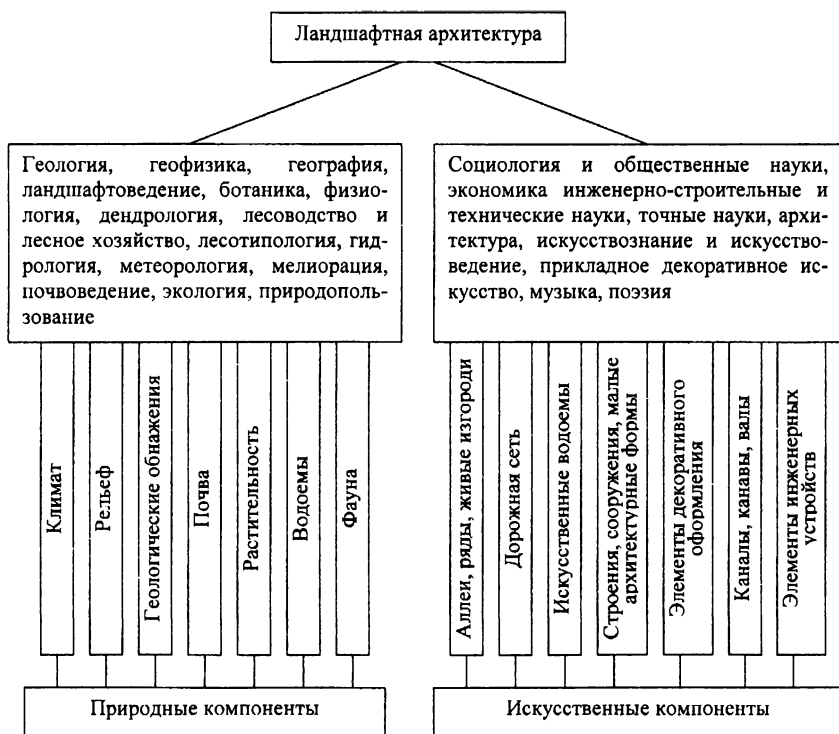 Ландшафтная архитектура
Геология, геофизика, география,
ландшафтоведение, ботаника, физио-
логия, дендрология, лесоводство и
лесное хозяйство, лесотипология, гид-
рология, метеорология, мелиорация,
почвоведение, экология, природополь-
зование
Социология и общественные науки,
экономика инженерно-строительные и
технические науки, точные науки, архи-
тектура, искусствознание и искусство-
ведение, прикладное декоративное ис-
кусство, музыка, поэзия
Климат
Рельеф
Геологические обнажения
Почва
Растительность
Водоемы
Фауна
Аллеи, ряды, живые изгороди
Дорожная сеть
Искусственные водоемы
Строения, сооружения, малые
архитектурные формы
Элементы декоративного
оформления
Каналы, канавы, валы
Элементы инженерных
устройств
Природные компоненты
Искусственные компоненты